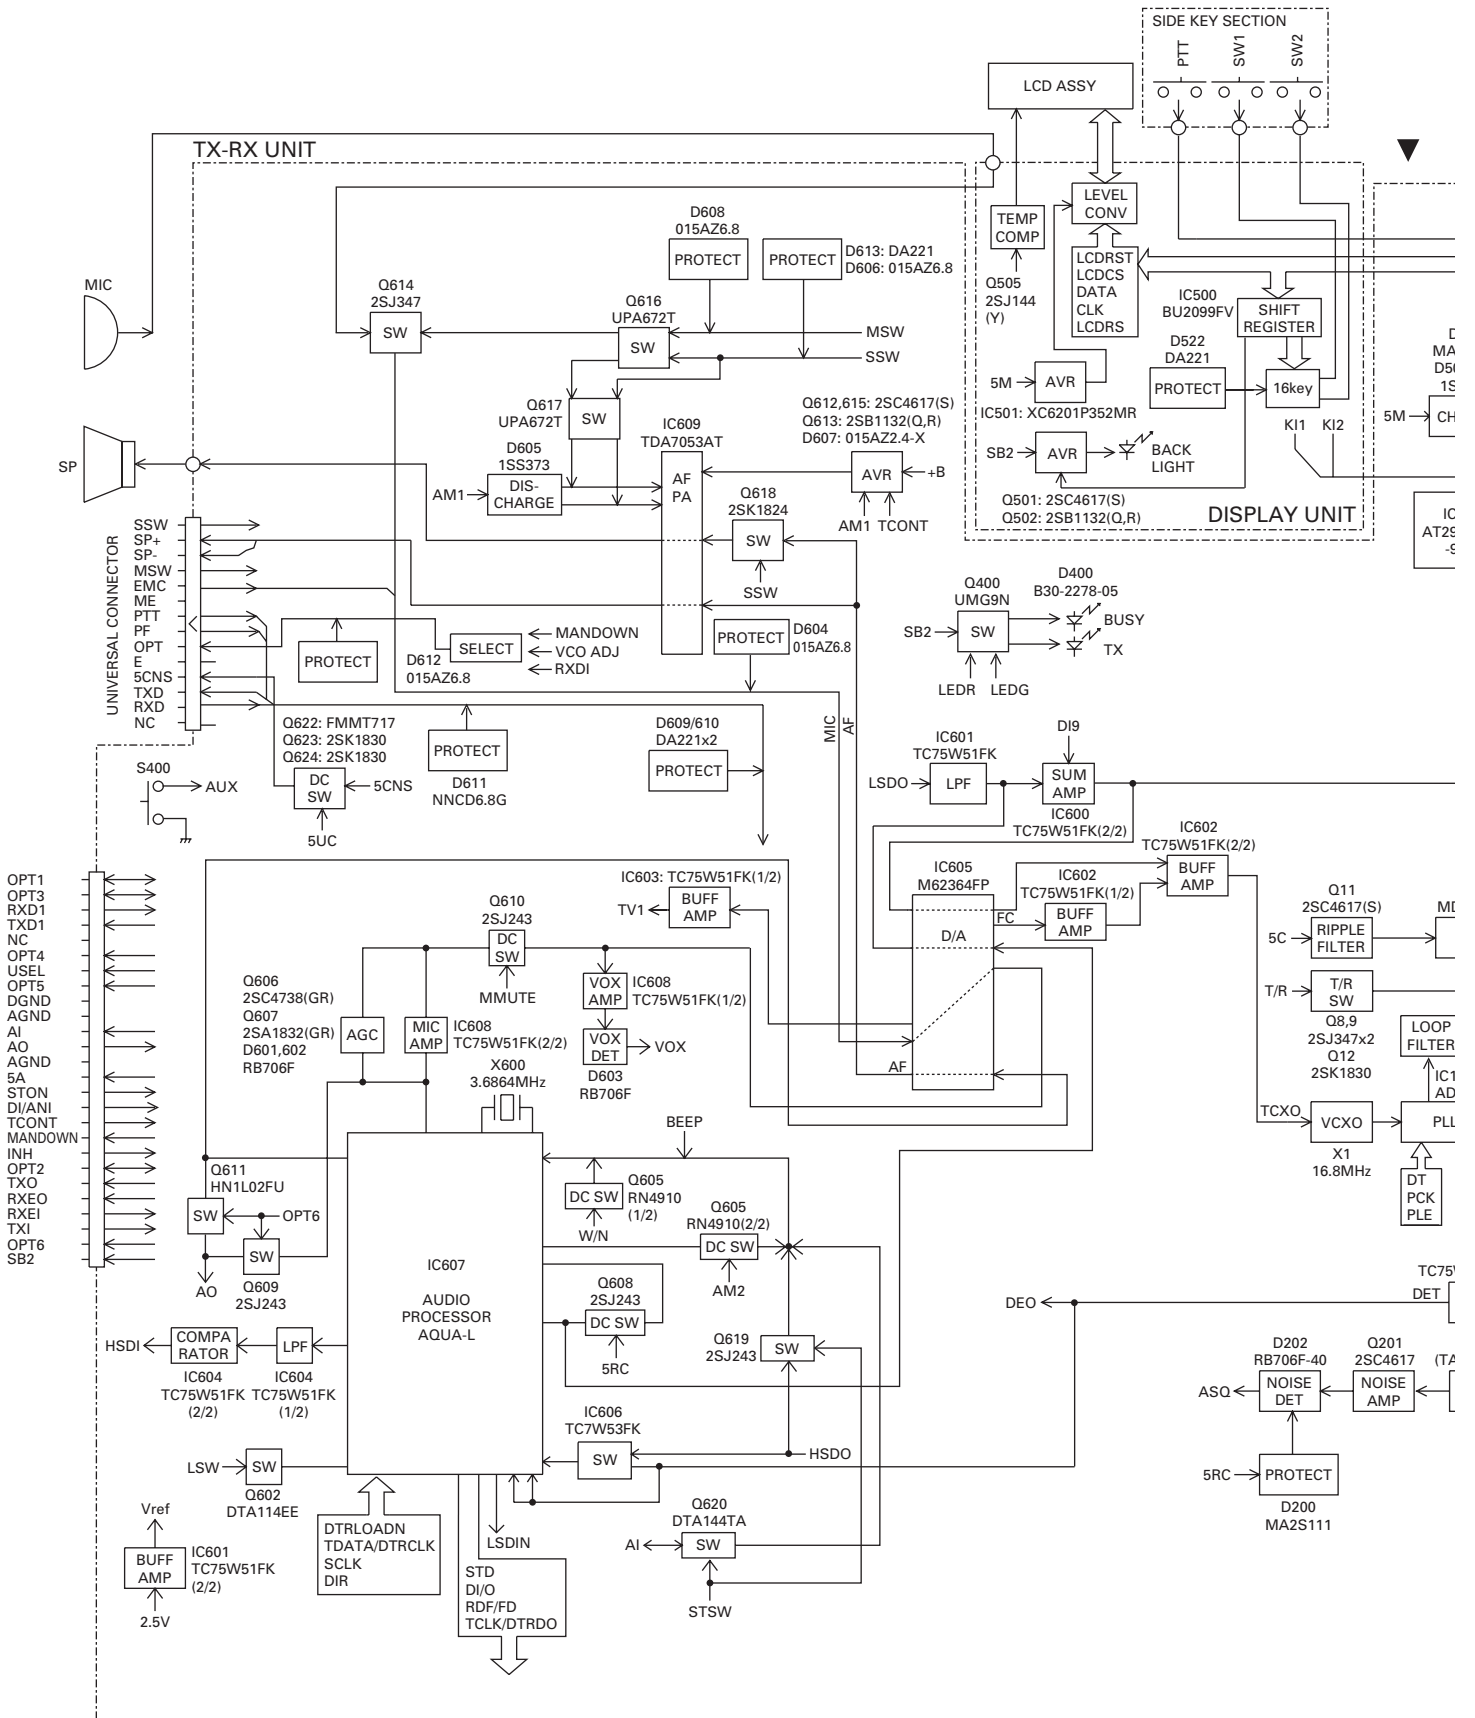 SIDE KEY SECTION
PTT
SW1
SW2
LCD ASSY
TX-RX UNIT
LEVEL
CONV
TEMP
COMP
LCDRST
LCDCS
DATA
CLK
LCDRS
Q505
2SJ144
(Y)
IC500
BU2099FV
SHIFT
REGISTER
D522
DA221
PROTECT
16key
KI1
KI2
5M
AVR
IC501: XC6201P352MR
SB2
AVR
BACK
LIGHT
Q501: 2SC4617(S)
Q502: 2SB1132(Q,R)
DISPLAY UNIT
D
MA
D5
1S
5M
CH
IC
AT29
MIC
D608
015AZ6.8
PROTECT
PROTECT
D613: DA221
D606: 015AZ6.8
Q614
2SJ347
SW
Q616
UPA672T
SW
MSW
SSW
Q617
UPA672T
SW
IC609
TDA7053AT
AF
PA
Q612,615: 2SC4617(S)
Q613: 2SB1132(Q,R)
D607: 015AZ2.4-X
AVR
+B
AM1
TCONT
SP
D605
1SS373
AM1
DIS-
CHARGE
Q618
2SK1824
SW
SSW
UNIVERSAL CONNECTOR
SSW
SP+
SP-
MSW
EMC
ME
PTT
PF
OPT
E
5CNS
TXD
RXD
NC
PROTECT
D612
015AZ6.8
SELECT
MANDOWN
VCO ADJ
RXDI
PROTECT
D604
015AZ6.8
Q400
UMG9N
SB2
SW
LEDR
LEDG
D400
B30-2278-05
BUSY
TX
Q622: FMMT717
Q623: 2SK1830
Q624: 2SK1830
DC
SW
5CNS
5UC
PROTECT
D611
NNCD6.8G
D609/610
DA221x2
PROTECT
MIC
AF
S400
AUX
IC601
TC75W51FK
LSDO
LPF
DI9
SUM
AMP
IC600
TC75W51FK(2/2)
IC602
TC75W51FK(2/2)
BUFF
AMP
IC605
M62364FP
D/A
AF
FC
IC602
TC75W51FK(1/2)
BUFF
AMP
IC603: TC75W51FK(1/2)
TV1
BUFF
AMP
Q11
2SC4617(S)
5C
RIPPLE
FILTER
T/R
T/R
SW
Q8,9
2SJ347x2
Q12
2SK1830
LOOP
FILTER
IC1
AD
TCXO
VCXO
X1
16.8MHz
PLL
DT
PCK
PLE
OPT1
OPT3
RXD1
TXD1
NC
OPT4
USEL
OPT5
DGND
AGND
AI
AO
AGND
5A
STON
DI/ANI
TCONT
MANDOWN
INH
OPT2
TXO
RXEO
RXEI
TXI
OPT6
SB2
Q610
2SJ243
DC
SW
MMUTE
Q606
2SC4738(GR)
Q607
2SA1832(GR)
D601,602
RB706F
AGC
MIC
AMP
IC608
TC75W51FK(2/2)
VOX
AMP
IC608
TC75W51FK(1/2)
VOX
DET
VOX
D603
RB706F
X600
3.6864MHz
BEEP
Q611
HN1L02FU
SW
OPT6
SW
AO
Q609
2SJ243
Q605
RN4910
(1/2)
DC SW
W/N
Q605
RN4910(2/2)
DC SW
AM2
IC607
AUDIO
PROCESSOR
AQUA-L
Q608
2SJ243
DC SW
5RC
Q619
2SJ243
SW
DEO
TC75
DET
HSDI
COMPA
RATOR
LPF
IC604
TC75W51FK
(2/2)
IC604
TC75W51FK
(1/2)
IC606
TC7W53FK
SW
HSDO
LSW
SW
Q602
DTA114EE
D202
RB706F-40
ASQ
NOISE
DET
Q201
2SC4617
NOISE
AMP
(TA
5RC
PROTECT
D200
MA2S111
Vref
BUFF
AMP
IC601
TC75W51FK
(2/2)
2.5V
DTRLOADN
TDATA/DTRCLK
SCLK
DIR
LSDIN
STD
DI/O
RDF/FD
TCLK/DTRDO
Q620
DTA144TA
AI
SW
STSW